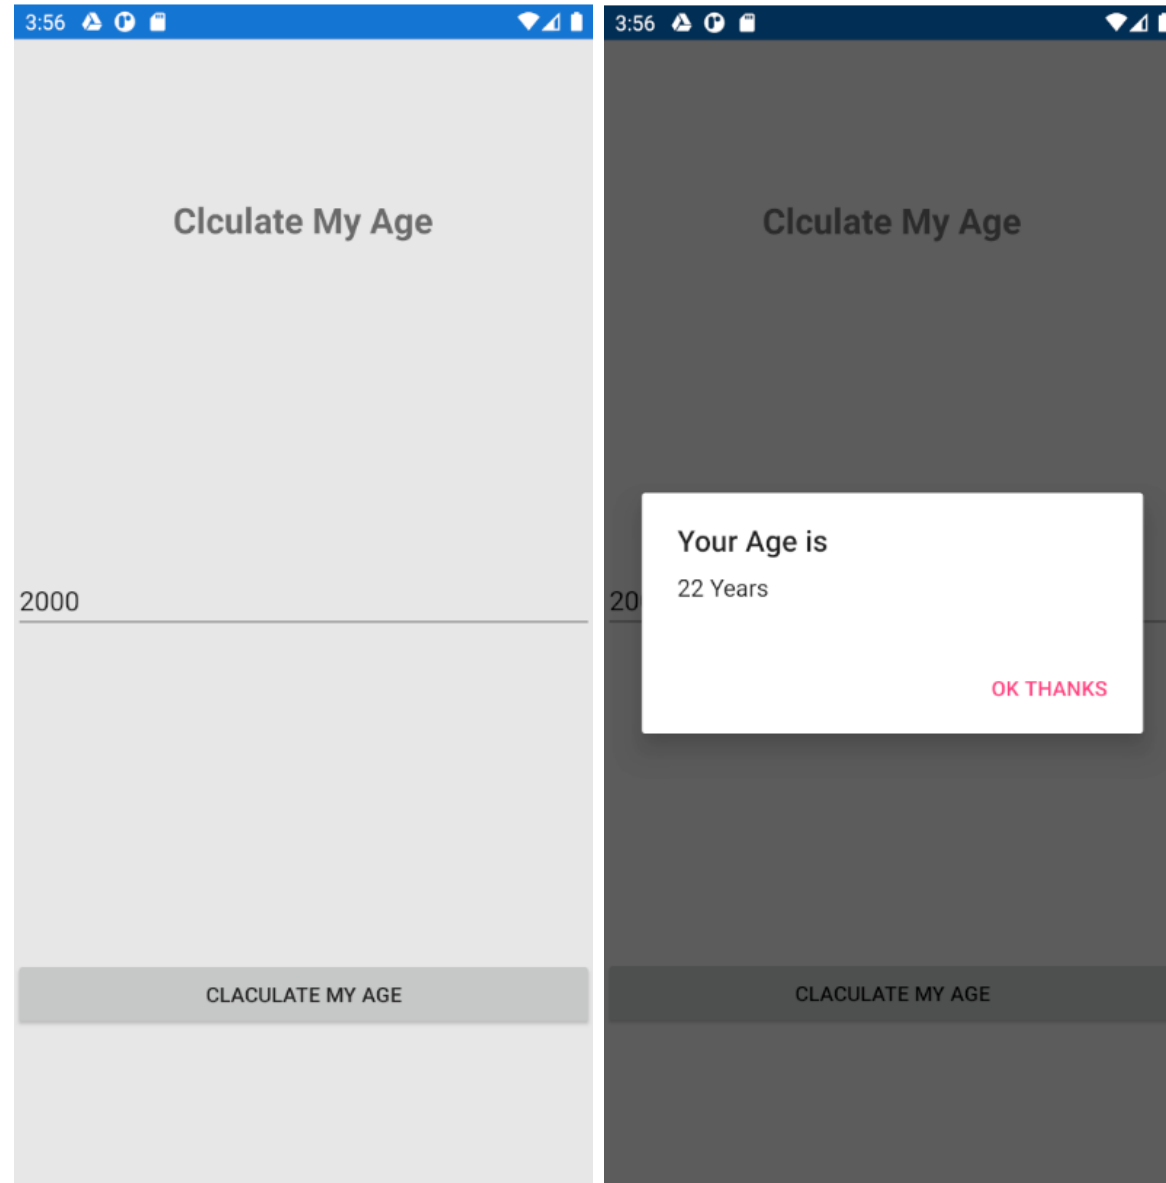 3:56
Clculate My Age
2000
CLACULATE MY AGE
3:56
Clculate My Age
Your Age is
22 Years
20
OK THANKS
CLACULATE MY AGE